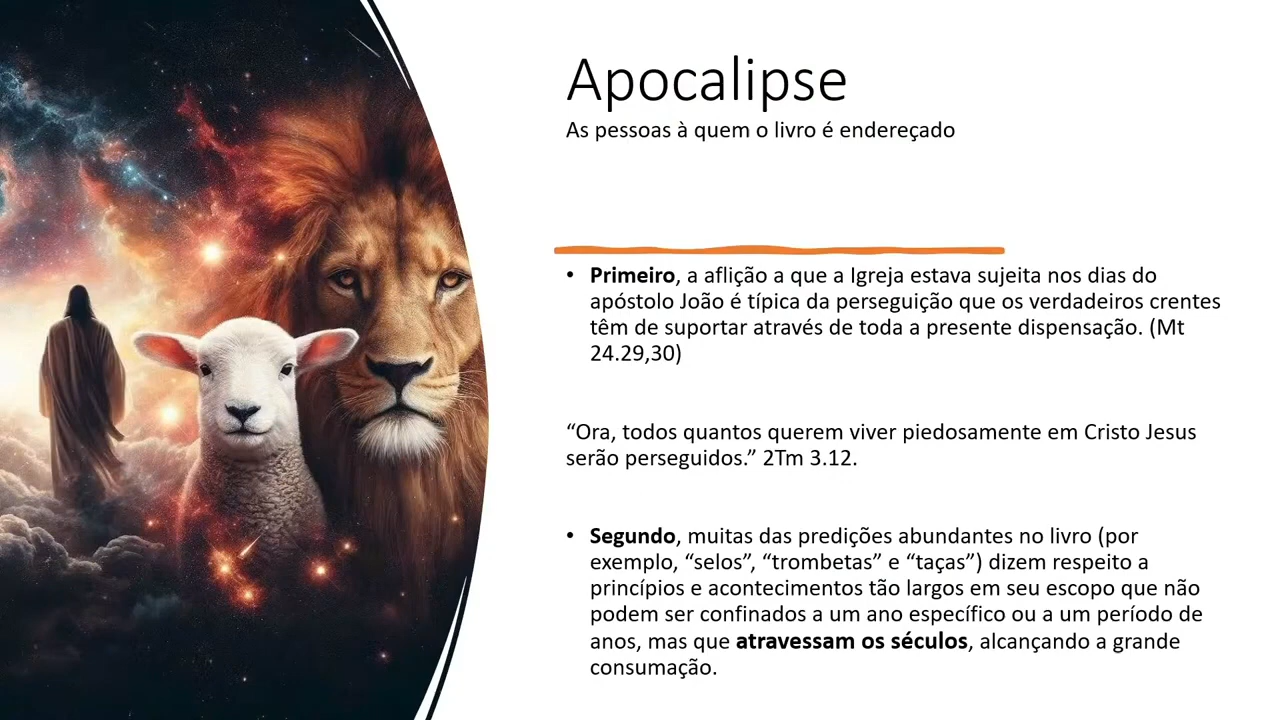 Apocalipse
As pessoas à quem o livro é endereçado
• Primeiro, a aflição a que a Igreja estava sujeita nos dias do
apóstolo João é típica da perseguição que os verdadeiros crentes
têm de suportar através de toda a presente dispensação. (Mt
24.29,30)
“Ora, todos quantos querem viver piedosamente em Cristo Jesus
serão perseguidos.” 2Tm 3.12.
• Segundo, muitas das predições abundantes no livro (por
exemplo, “selos”, “trombetas” e “taças”) dizem respeito a
princípios e acontecimentos tão largos em seu escopo que não
podem ser confinados a um ano específico ou a um período de
anos, mas que atravessam os séculos, alcançando a grande
consumação.